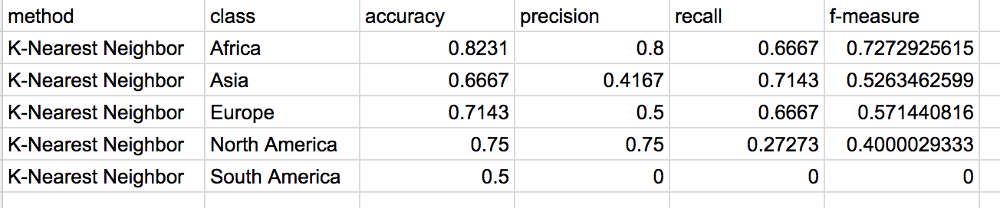 method class accuracy precision recall f-measure
K-Nearest Neighbor Africa 0.8231 0.8 0.6667 0.7272925615
K-Nearest Neighbor Asia 0.6667 0.4167 0.7143 0.5263462599
K-Nearest Neighbor Europe 0.7143 0.5 0.6667 0.571440816
K-Nearest Neighbor North America 0.75 0.75 0.27273 0.4000029333
K-Nearest Neighbor South America 0.5 0 0 0